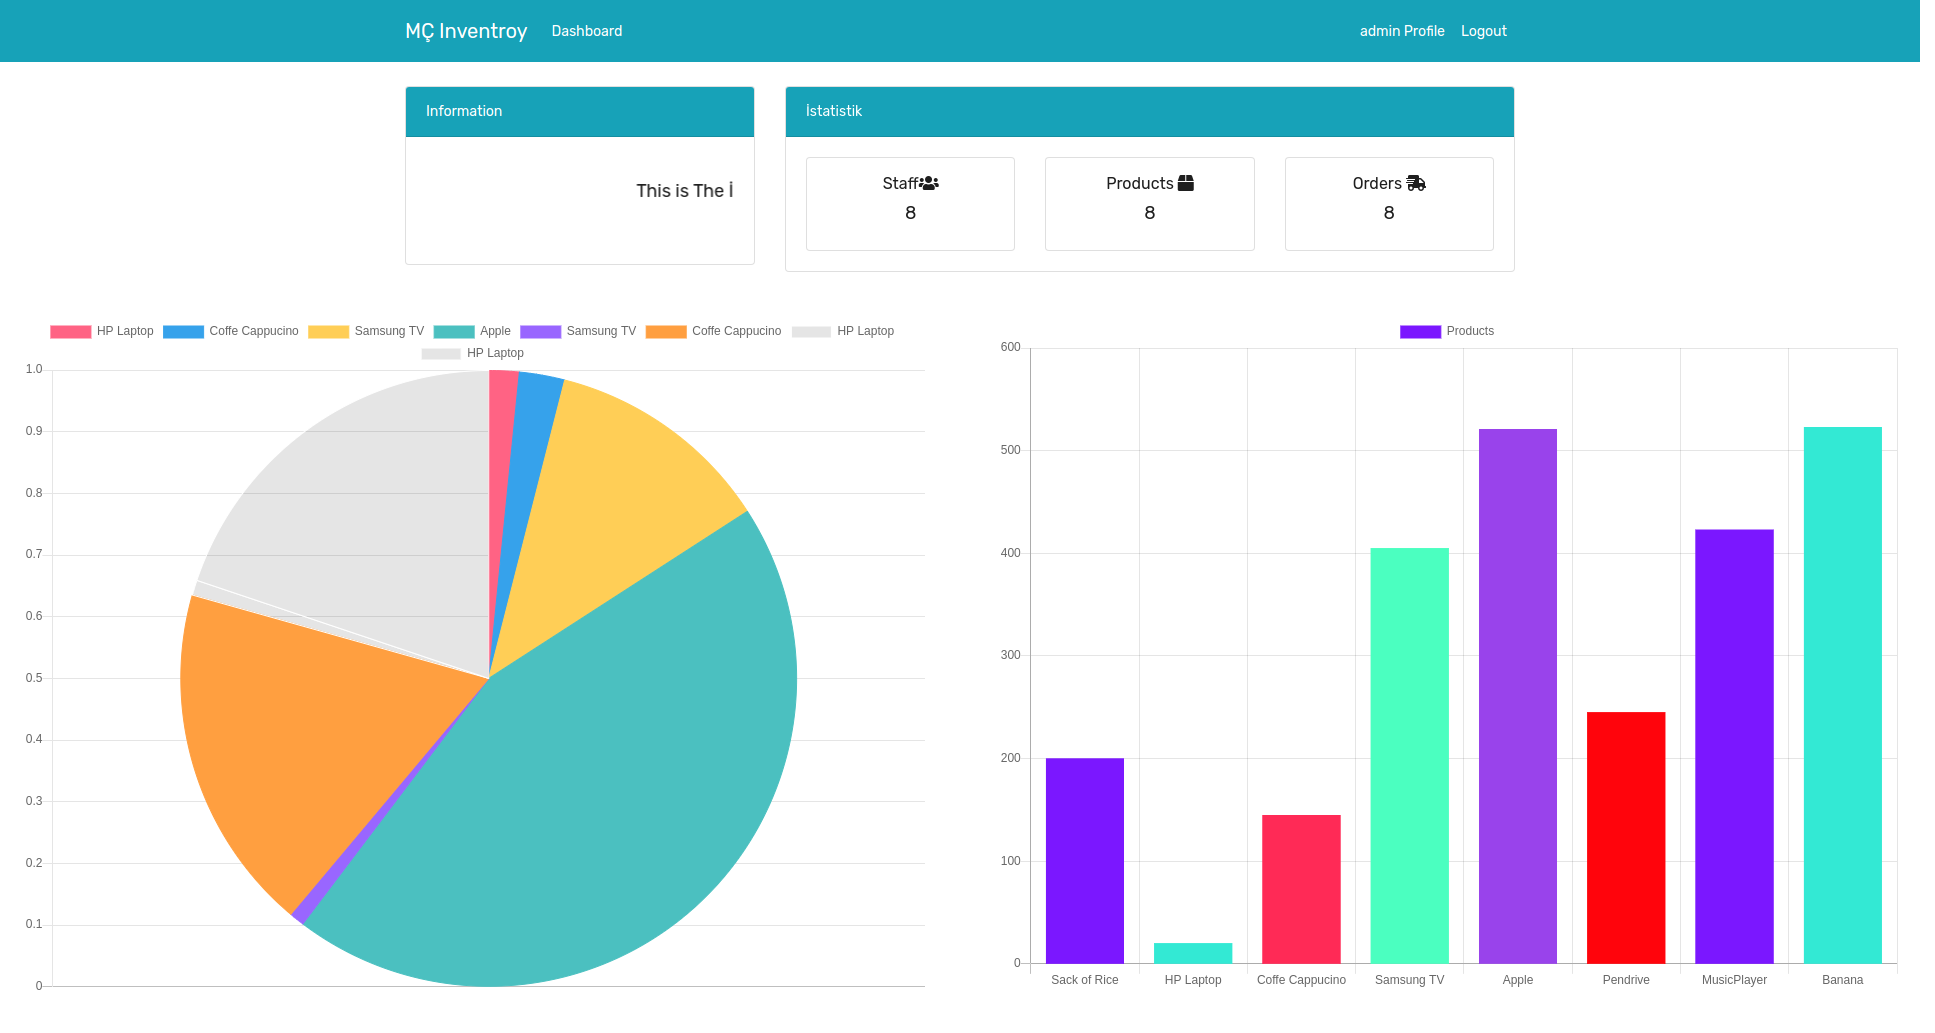 MÇ Inventroy Dashboard admin Profile Logout
Information
This is The İ
İstatistik
Staff Products Orders
8 8 8
HP Laptop Coffe Cappucino Samsung TV Apple Samsung TV Coffe Cappucino HP Laptop
HP Laptop
1.0
0.9
0.8
0.7
0.6
0.5
0.4
0.3
0.2
0.1
0
Products
600
500
400
300
200
100
0
Sack of Rice HP Laptop Coffe Cappucino Samsung TV Apple Pendrive MusicPlayer Banana